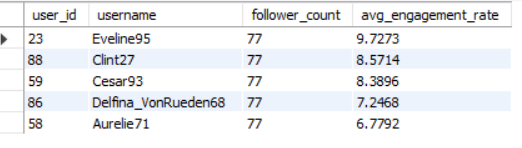 user_id username follower_count avg_engagement_rate
23 Eveline95 77 9.7273
88 Clint27 77 8.5714
59 Cesar93 77 8.3896
86 Delfina_VonRueden68 77 7.2468
58 Aurelie71 77 6.7792